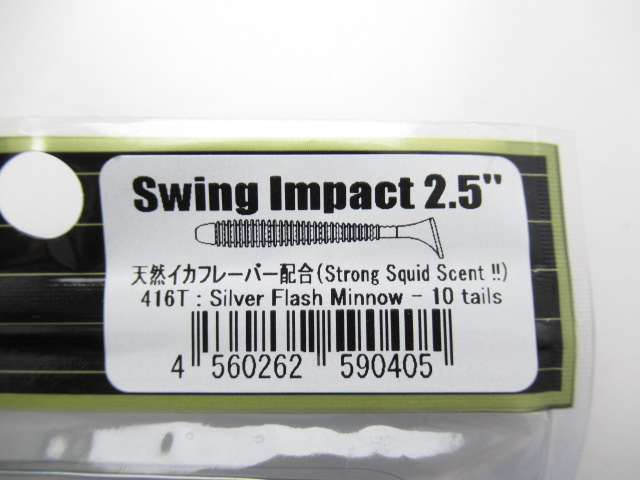 Swing Impact 2.5"
天然イカフレーバー配合(Strong Squid Scent !!)
416T : Silver Flash Minnow - 10 tails
4 560262 590405